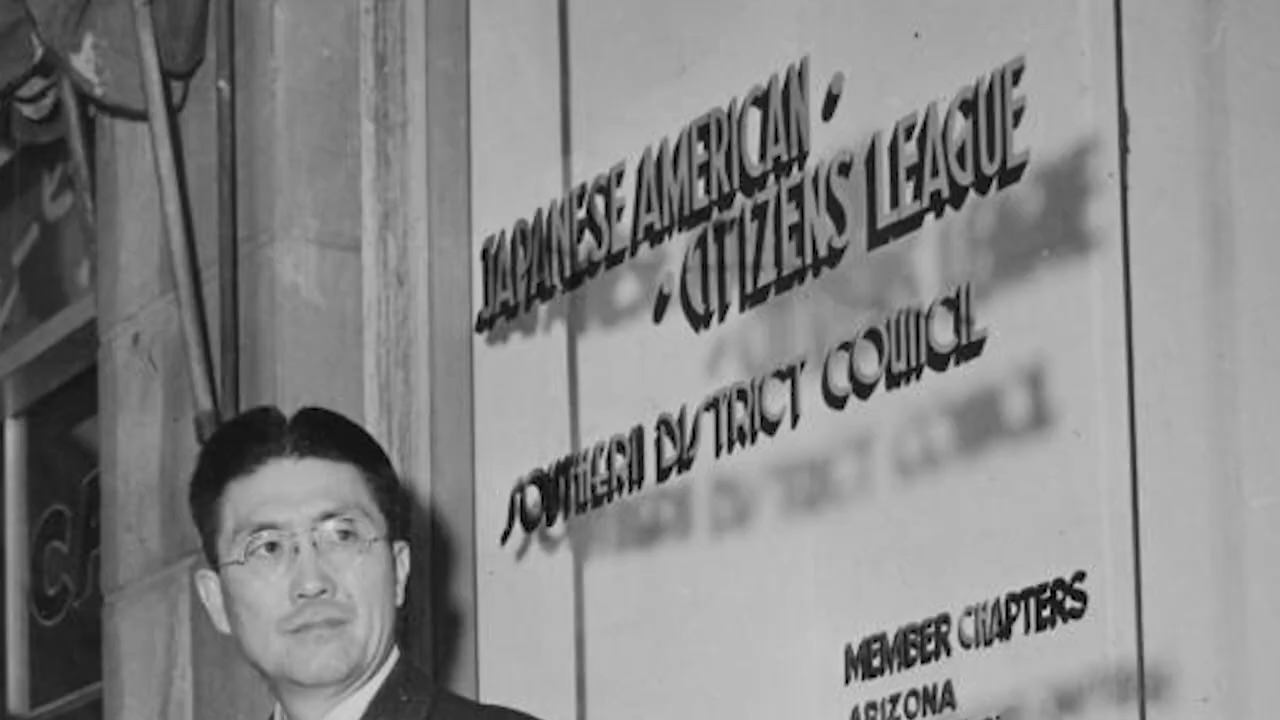 JAPANESE AMERICAN ·
· CITIZENS LEAGUE
SOUTHERN DISTRICT COUNCIL
MEMBER CHAPTERS
ARIZONA